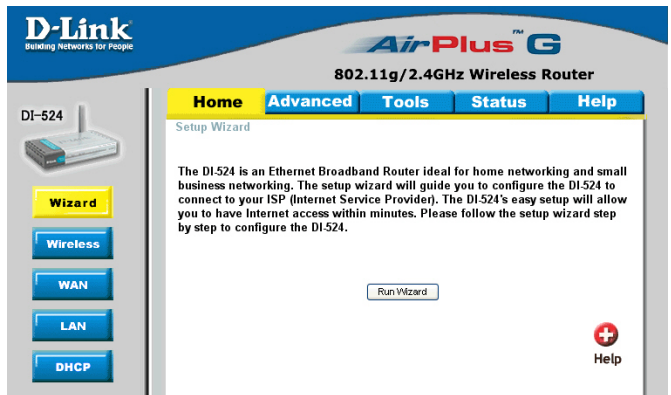 D-Link
Building Networks for People
AirPlus™ G
802.11g/2.4GHz Wireless Router
DI-524
Home Advanced Tools Status Help
Setup Wizard
The DI-524 is an Ethernet Broadband Router ideal for home networking and small
business networking. The setup wizard will guide you to configure the DI-524 to
connect to your ISP (Internet Service Provider). The DI-524's easy setup will allow
you to have Internet access within minutes. Please follow the setup wizard step
by step to configure the DI-524.
Run Wizard
Wizard
Wireless
WAN
LAN
DHCP
Help